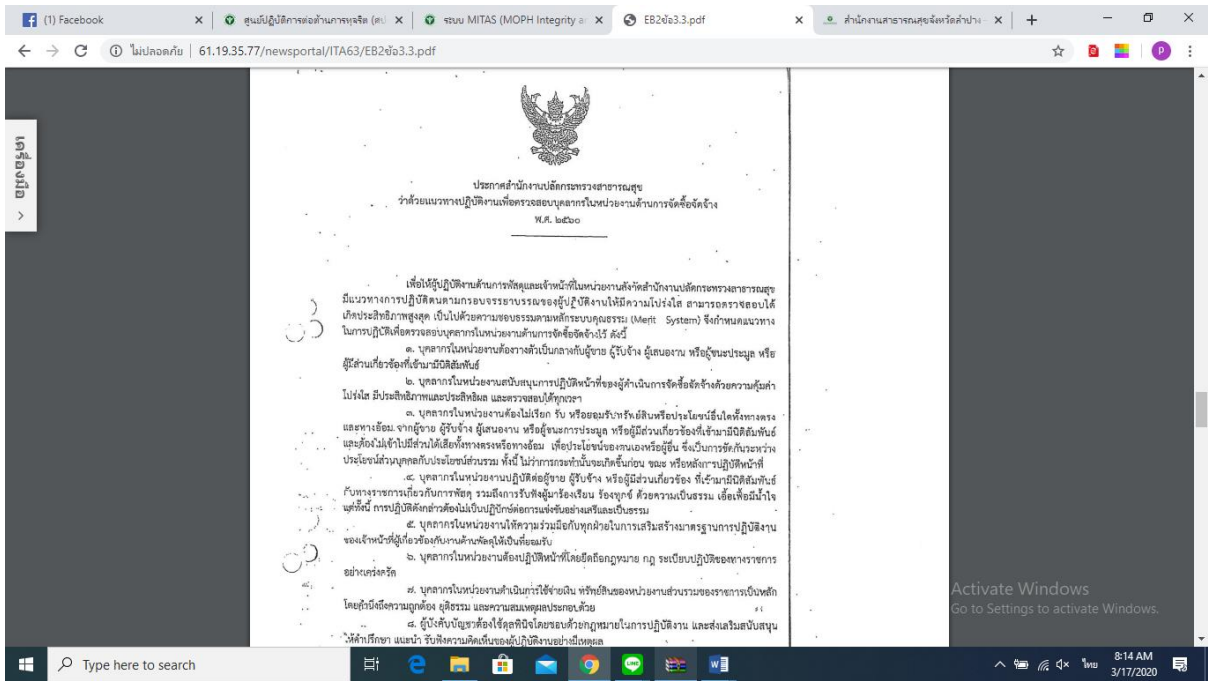 (1) Facebook
ศูนย์ปฏิบัติการต่อต้านการทุจริต (ศป
ระบบ MITAS (MOPH Integrity a
EB2ข้อ3.3.pdf
สำนักงานสาธารณสุขจังหวัดลำปาง
ไม่ปลอดภัย
61.19.35.77/newsportal/ITA63/EB2ข้อ3.3.pdf
เครื่องมือ
ประกาศสำนักงานปลัดกระทรวงสาธารณสุข
ว่าด้วยแนวทางปฏิบัติงานเพื่อตรวจสอบบุคลากรในหน่วยงานด้านการจัดซื้อจัดจ้าง
พ.ศ. ๒๕๖๐
เพื่อให้ผู้ปฏิบัติงานด้านการพัสดุและเจ้าหน้าที่ในหน่วยงานสังกัดสำนักงานปลัดกระทรวงสาธารณสุข
มีแนวทางการปฏิบัติตนตามกรอบจรรยาบรรณของผู้ปฏิบัติงานให้มีความโปร่งใส สามารถตรวจสอบได้
เกิดประสิทธิภาพสูงสุด เป็นไปด้วยความชอบธรรมตามหลักระบบคุณธรรม (Merit System) จึงกำหนดแนวทาง
ในการปฏิบัติเพื่อตรวจสอบบุคลากรในหน่วยงานด้านการจัดซื้อจัดจ้างไว้ ดังนี้
๑. บุคลากรในหน่วยงานต้องวางตัวเป็นกลางกับผู้ขาย ผู้รับจ้าง ผู้เสนองาน หรือผู้ชนะประมูล หรือ
ผู้มีส่วนเกี่ยวข้องที่เข้ามามีนิติสัมพันธ์
๒. บุคลากรในหน่วยงานสนับสนุนการปฏิบัติหน้าที่ของผู้ดำเนินการจัดซื้อจัดจ้างด้วยความคุ้มค่า
โปร่งใส มีประสิทธิภาพและประสิทธิผล และตรวจสอบได้ทุกเวลา
๓. บุคลากรในหน่วยงานต้องไม่เรียก รับ หรือยอมรับทรัพย์สินหรือประโยชน์อื่นใดทั้งทางตรง
และทางอ้อม จากผู้ขาย ผู้รับจ้าง ผู้เสนองาน หรือผู้ชนะการประมูล หรือผู้มีส่วนเกี่ยวข้องที่เข้ามามีนิติสัมพันธ์
และต้องไม่เข้าไปมีส่วนได้เสียทั้งทางตรงหรือทางอ้อม เพื่อประโยชน์ของตนเองหรือผู้อื่น ซึ่งเป็นการขัดกันระหว่าง
ประโยชน์ส่วนบุคคลกับประโยชน์ส่วนรวม ทั้งนี้ ไม่ว่าการกระทำนั้นจะเกิดขึ้นก่อน ขณะ หรือหลังการปฏิบัติหน้าที่
๔. บุคลากรในหน่วยงานปฏิบัติต่อผู้ขาย ผู้รับจ้าง หรือผู้มีส่วนเกี่ยวข้อง ที่เข้ามามีนิติสัมพันธ์
กับทางราชการเกี่ยวกับการพัสดุ รวมถึงการรับฟังผู้มาร้องเรียน ร้องทุกข์ ด้วยความเป็นธรรม เอื้อเฟื้อมีน้ำใจ
แต่ทั้งนี้ การปฏิบัติดังกล่าวต้องไม่เป็นปฏิปักษ์ต่อการแข่งขันอย่างเสรีและเป็นธรรม
๕. บุคลากรในหน่วยงานให้ความร่วมมือกับทุกฝ่ายในการเสริมสร้างมาตรฐานการปฏิบัติงาน
ของเจ้าหน้าที่ผู้เกี่ยวข้องกับงานด้านพัสดุให้เป็นที่ยอมรับ
๖. บุคลากรในหน่วยงานต้องปฏิบัติหน้าที่โดยยึดถือกฎหมาย กฎ ระเบียบปฏิบัติของทางราชการ
อย่างเคร่งครัด
๗. บุคลากรในหน่วยงานดำเนินการใช้จ่ายเงิน ทรัพย์สินของหน่วยงานส่วนรวมของราชการเป็นหลัก
โดยคำนึงถึงความถูกต้อง ยุติธรรม และความสมเหตุผลประกอบด้วย
๘. ผู้บังคับบัญชาต้องใช้ดุลพินิจโดยชอบด้วยกฎหมายในการปฏิบัติงาน และส่งเสริมสนับสนุน
ให้คำปรึกษา แนะนำ รับฟังความคิดเห็นของผู้ปฏิบัติงานอย่างมีเหตุผล
Activate Windows
Go to Settings to activate Windows.
Type here to search
ไทย
8:14 AM
3/17/2020